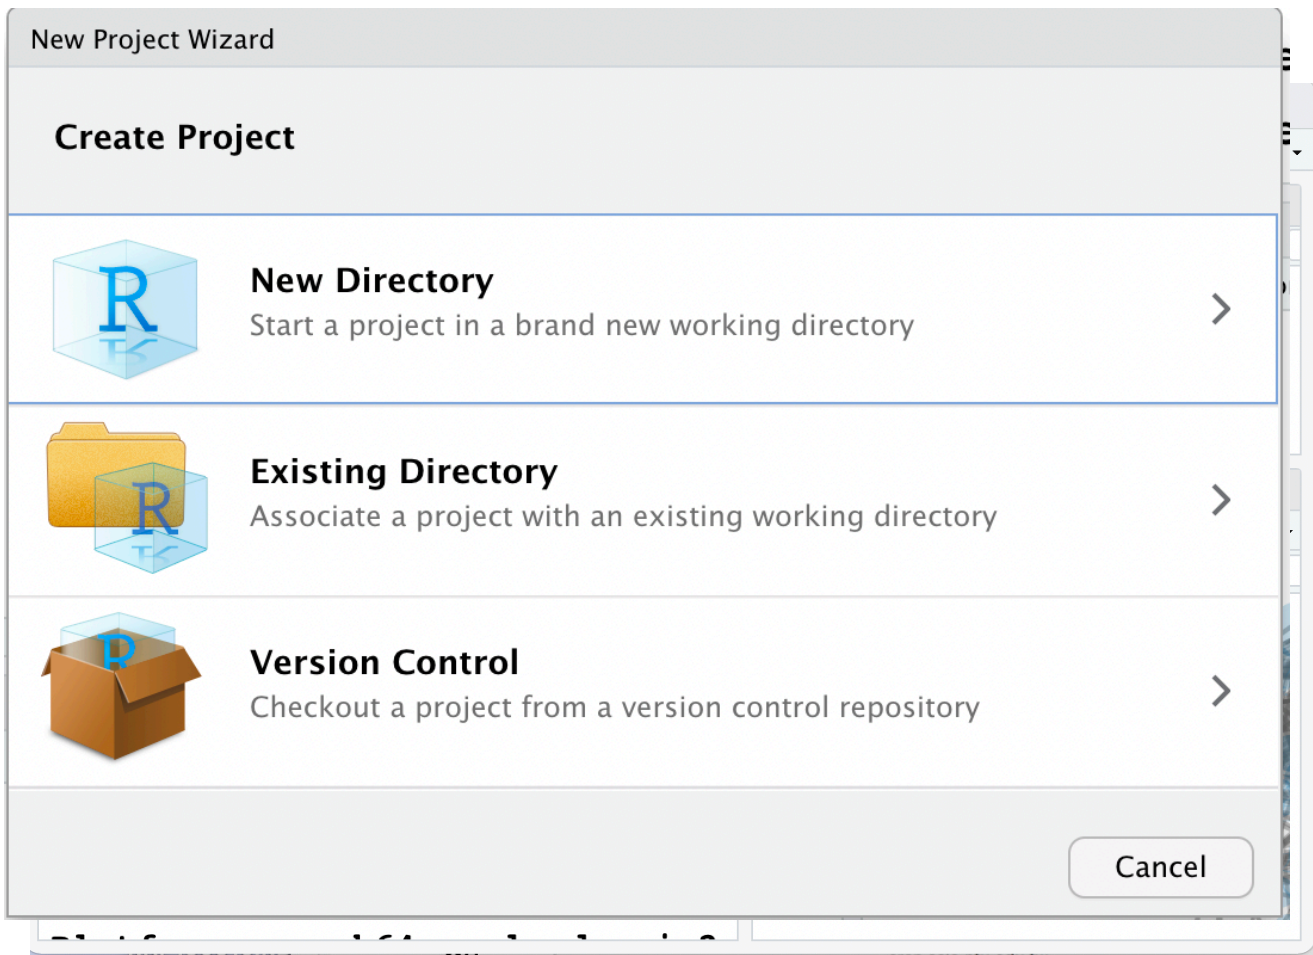 New Project Wizard
Create Project
R
New Directory
Start a project in a brand new working directory
R
Existing Directory
Associate a project with an existing working directory
R
Version Control
Checkout a project from a version control repository
Cancel